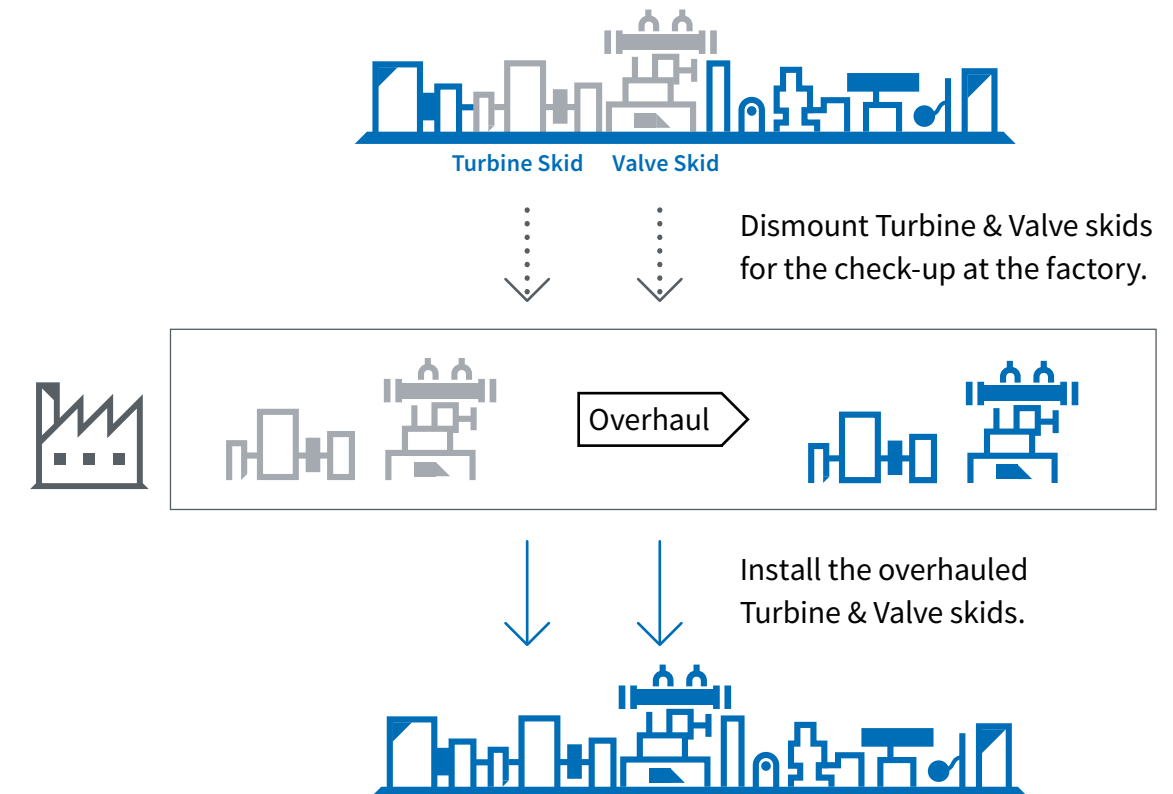 Turbine Skid Valve Skid
Dismount Turbine & Valve skids
for the check-up at the factory.
Overhaul
Install the overhauled
Turbine & Valve skids.